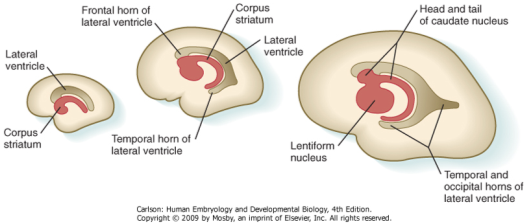 Lateral
ventricle
Corpus
striatum
Frontal horn of
lateral ventricle
Corpus
striatum
Lateral
ventricle
Temporal horn of
lateral ventricle
Head and tail
of caudate nucleus
Lentiform
nucleus
Temporal and
occipital horns of
lateral ventricle
Carlson: Human Embryology and Developmental Biology, 4th Edition.
Copyright © 2009 by Mosby, an imprint of Elsevier, Inc. All rights reserved.